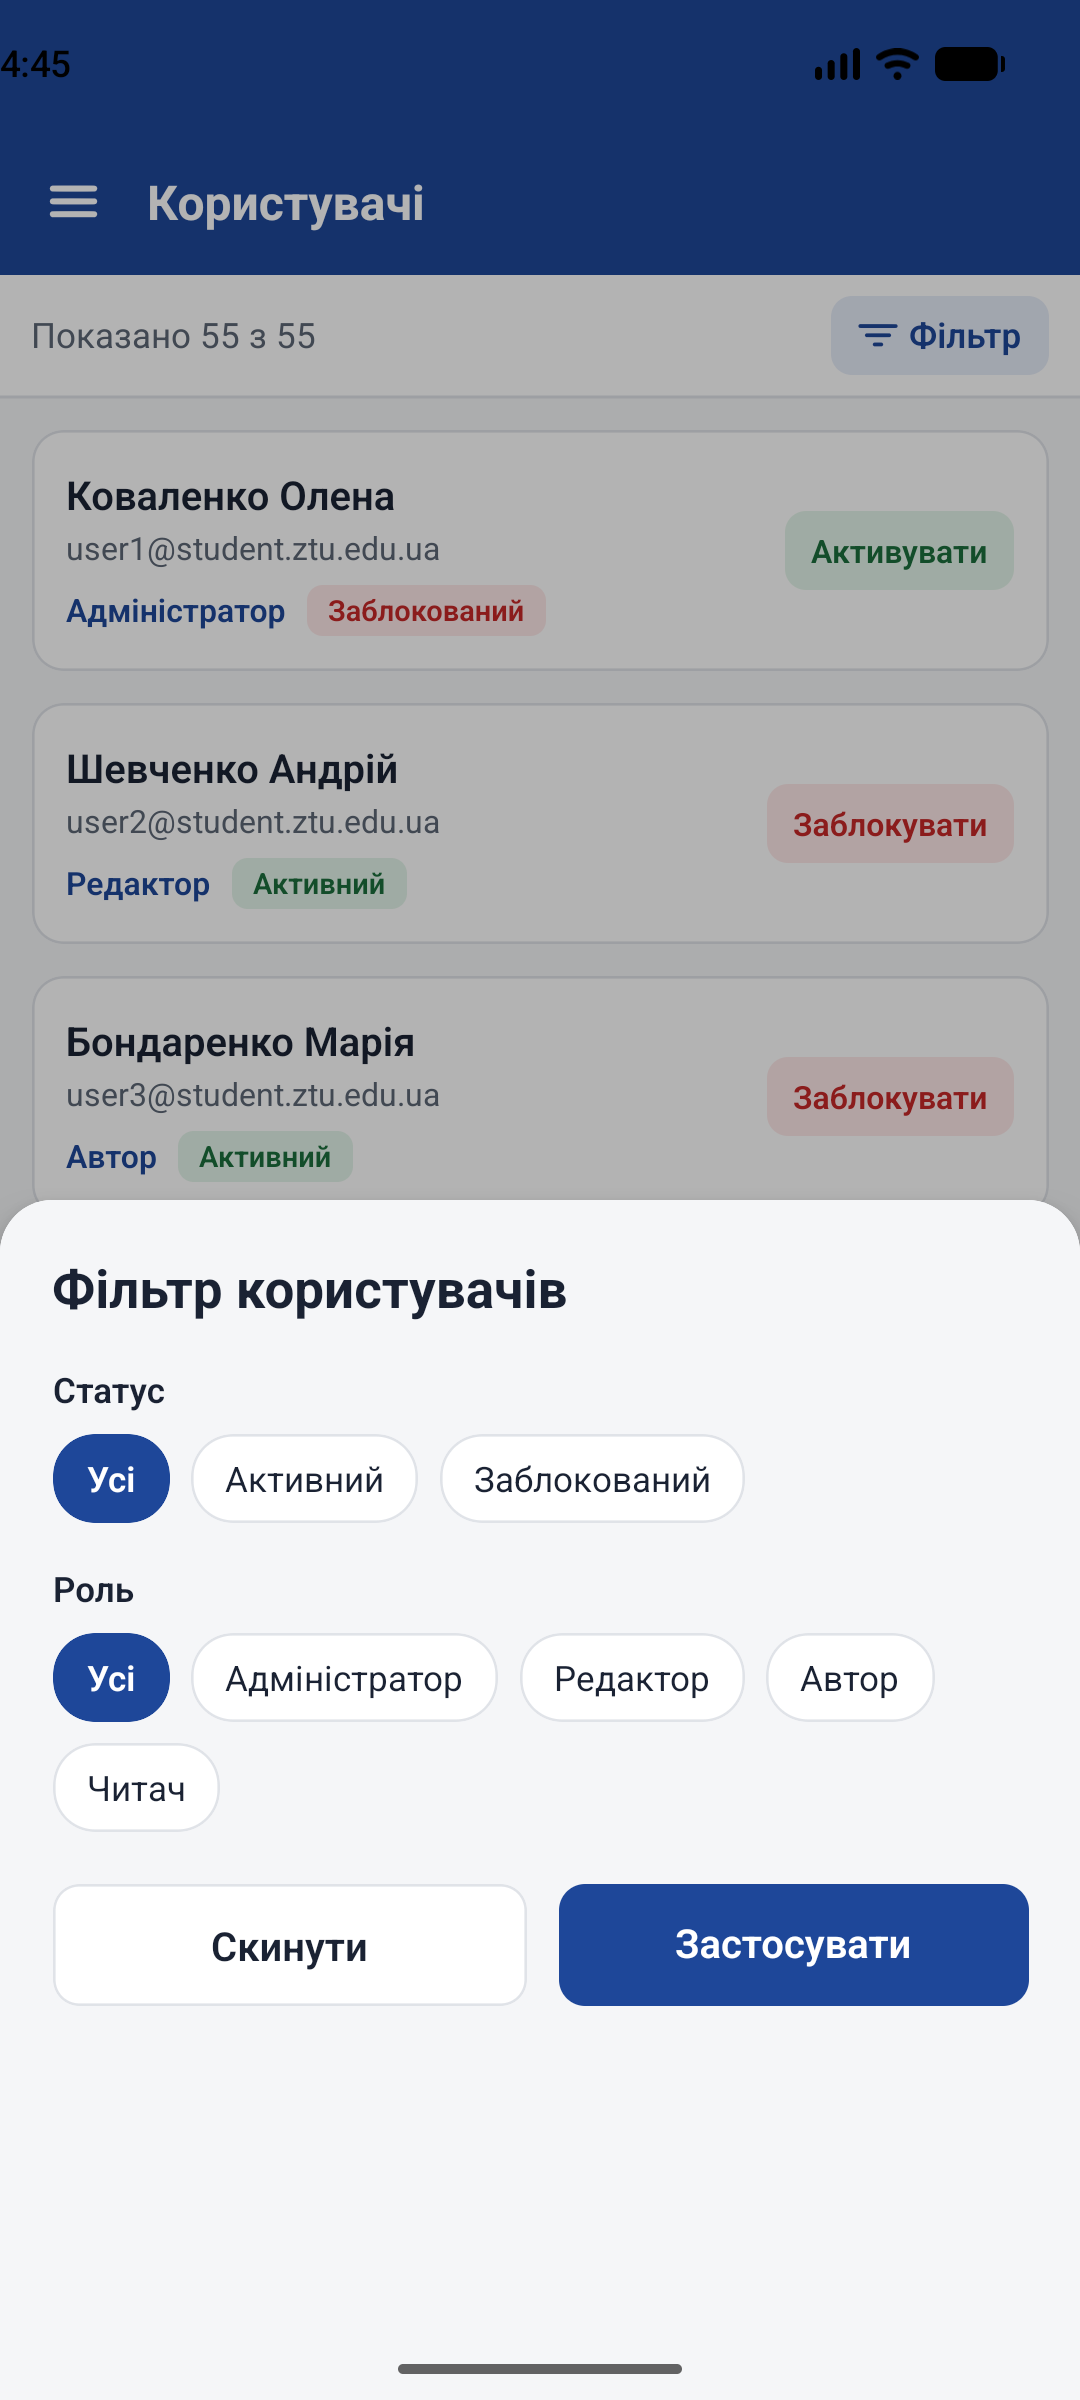 4:45
Користувачі
Показано 55 з 55
Фільтр
Коваленко Олена
user1@student.ztu.edu.ua
Адміністратор Заблокований
Активувати
Шевченко Андрій
user2@student.ztu.edu.ua
Редактор Активний
Заблокувати
Бондаренко Марія
user3@student.ztu.edu.ua
Автор Активний
Заблокувати
Фільтр користувачів
Статус
Усі Активний Заблокований
Роль
Усі Адміністратор Редактор Автор
Читач
Скинути Застосувати